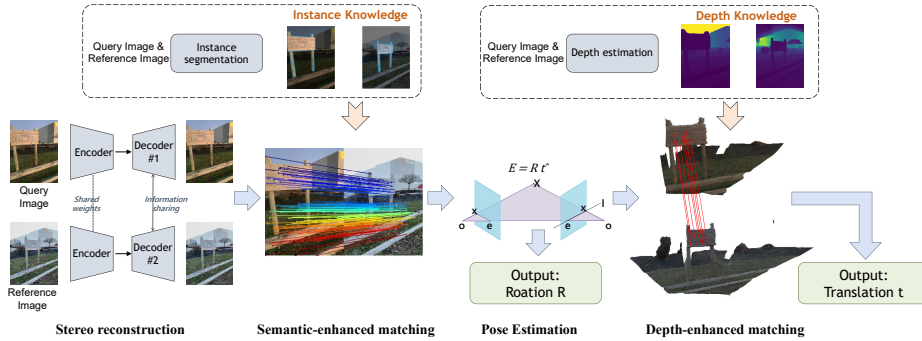 Instance Knowledge
Query Image &
Reference Image
Instance
segmentation
Depth Knowledge
Query Image &
Reference Image
Depth estimation
Encoder
Decoder
#1
Query
Image
Shared
weights
Information
sharing
Encoder
Decoder
#2
Reference
Image
E = R t^
X
x
x
l
o
e
e
o
Output:
Roation R
Output:
Translation t
Stereo reconstruction
Semantic-enhanced matching
Pose Estimation
Depth-enhanced matching